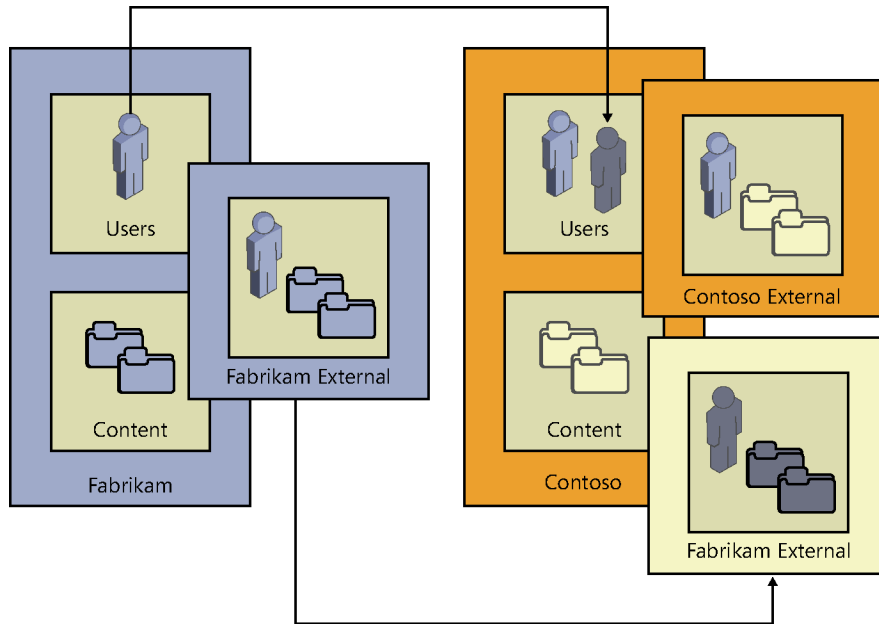 Users
Fabrikam External
Content
Fabrikam
Users
Contoso External
Content
Contoso
Fabrikam External